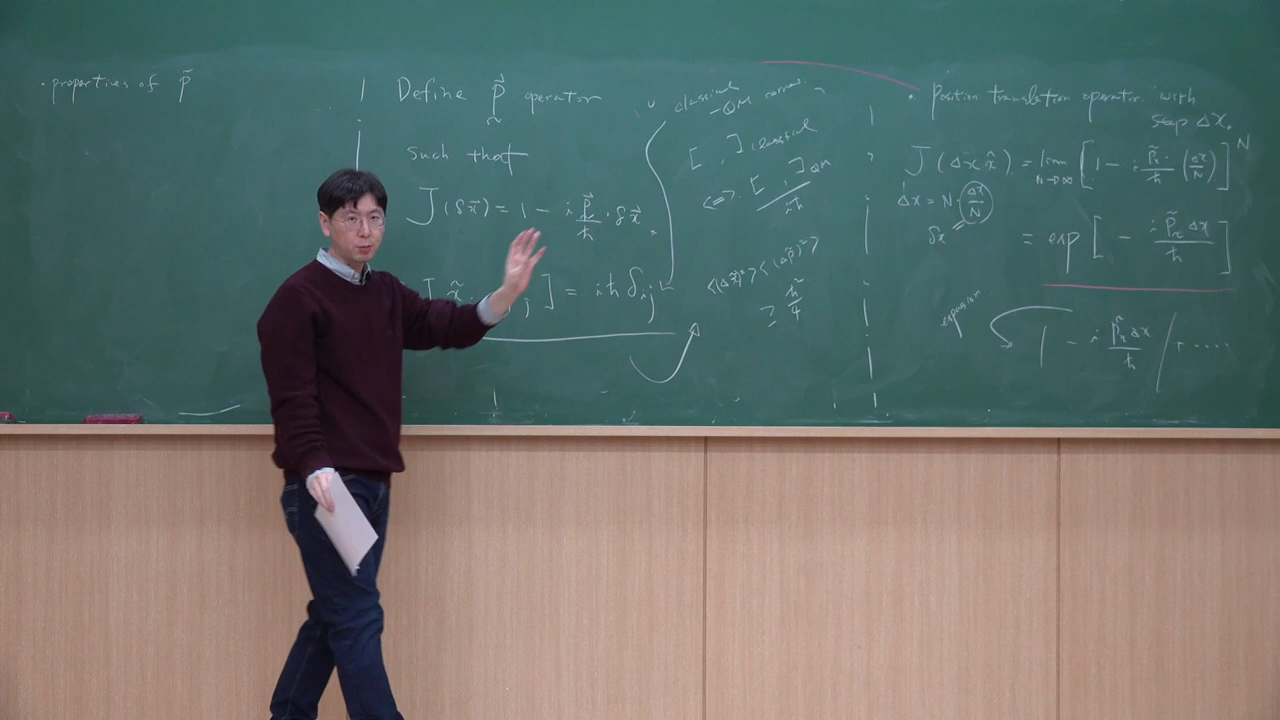 · properties of p̃
Define p⃗ operator
such that
J(δx⃗) = 1 - i p⃗/ħ · δx⃗,
j] = iħ δij
classical
-QM
[ , ]classical
<=> [ , ]QM / iħ
<(Δx̃)²><(Δp̃)²>
≥ ħ²/4
· Position translation operator with
step Δx.
J(Δx x̂) = lim N→∞ [1 - i p̃x/ħ · (Δx/N)]^N
Δx = N · Δx/N
δx
= exp[- i p̃x Δx / ħ]
expansion
1 - i p̃x Δx / ħ + ....